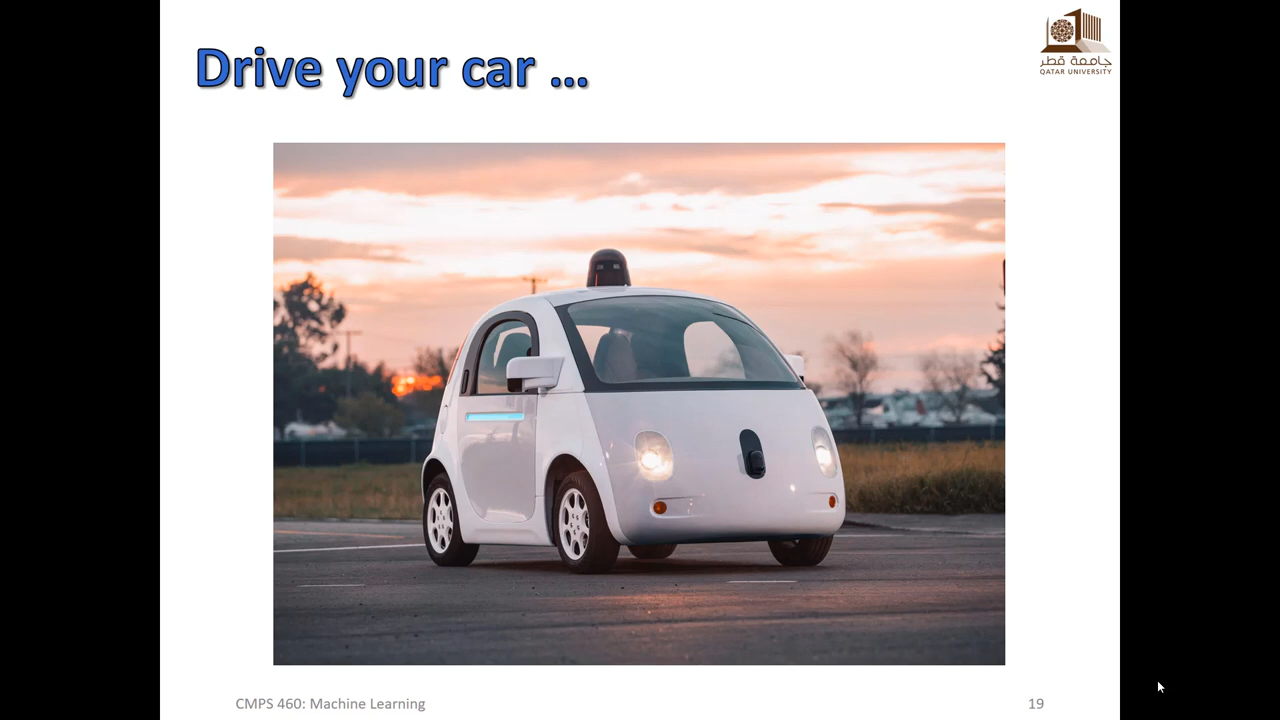 Drive your car ...
جامعة قطر
QATAR UNIVERSITY
CMPS 460: Machine Learning
19